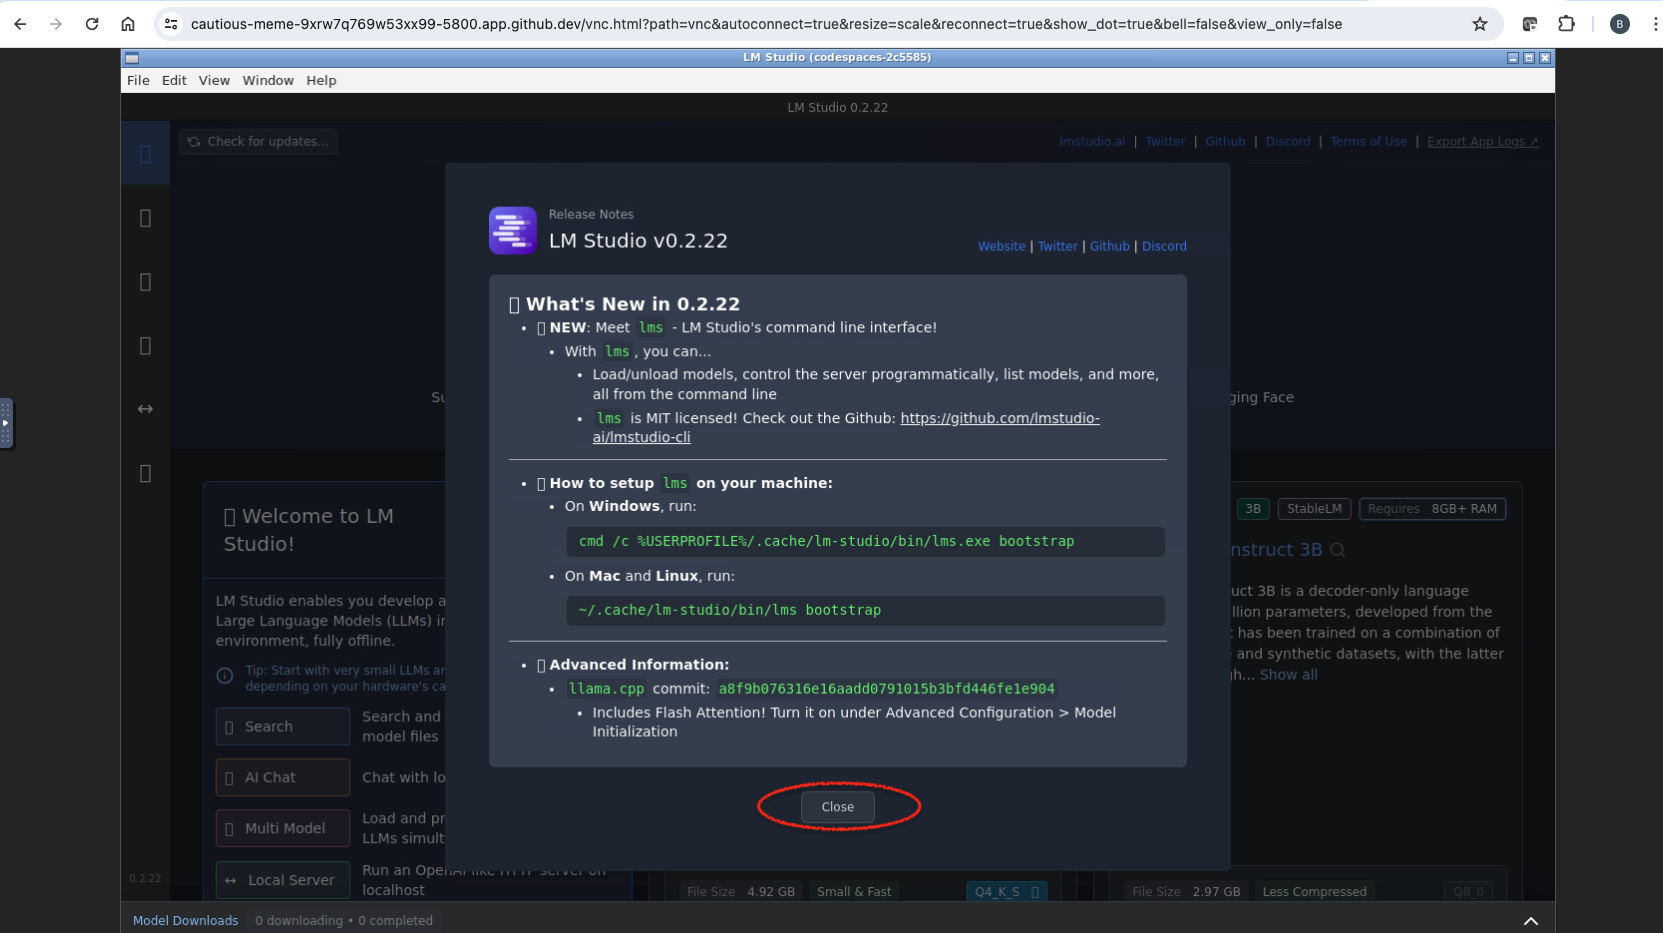 cautious-meme-9xrw7q769w53xx99-5800.app.github.dev/vnc.html?path=vnc&autoconnect=true&resize=scale&reconnect=true&show_dot=true&bell=false&view_only=false
B
LM Studio (codespaces-2c5585)
File Edit View Window Help
LM Studio 0.2.22
Check for updates...
lmstudio.ai | Twitter | Github | Discord | Terms of Use | Export App Logs ↗
Release Notes
LM Studio v0.2.22
Website | Twitter | Github | Discord
What's New in 0.2.22
• NEW: Meet lms - LM Studio's command line interface!
• With lms, you can...
• Load/unload models, control the server programmatically, list models, and more,
all from the command line
• lms is MIT licensed! Check out the Github: https://github.com/lmstudio-
ai/lmstudio-cli
• How to setup lms on your machine:
• On Windows, run:
cmd /c %USERPROFILE%/.cache/lm-studio/bin/lms.exe bootstrap
• On Mac and Linux, run:
~/.cache/lm-studio/bin/lms bootstrap
• Advanced Information:
• llama.cpp commit: a8f9b076316e16aadd0791015b3bfd446fe1e904
• Includes Flash Attention! Turn it on under Advanced Configuration > Model
Initialization
Close
Su
ging Face
Welcome to LM
Studio!
LM Studio enables you develop a
Large Language Models (LLMs) in
environment, fully offline.
Tip: Start with very small LLMs ar
depending on your hardware's ca
Search
Search and
model files
AI Chat
Chat with lo
Multi Model
Load and pr
LLMs simult
↔ Local Server
Run an OpenAI-like HTTP server on
localhost
3B StableLM Requires 8GB+ RAM
nstruct 3B
uct 3B is a decoder-only language
llion parameters, developed from the
has been trained on a combination of
and synthetic datasets, with the latter
gh... Show all
File Size 4.92 GB Small & Fast Q4_K_S
File Size 2.97 GB Less Compressed Q8_0
0.2.22
Model Downloads 0 downloading • 0 completed